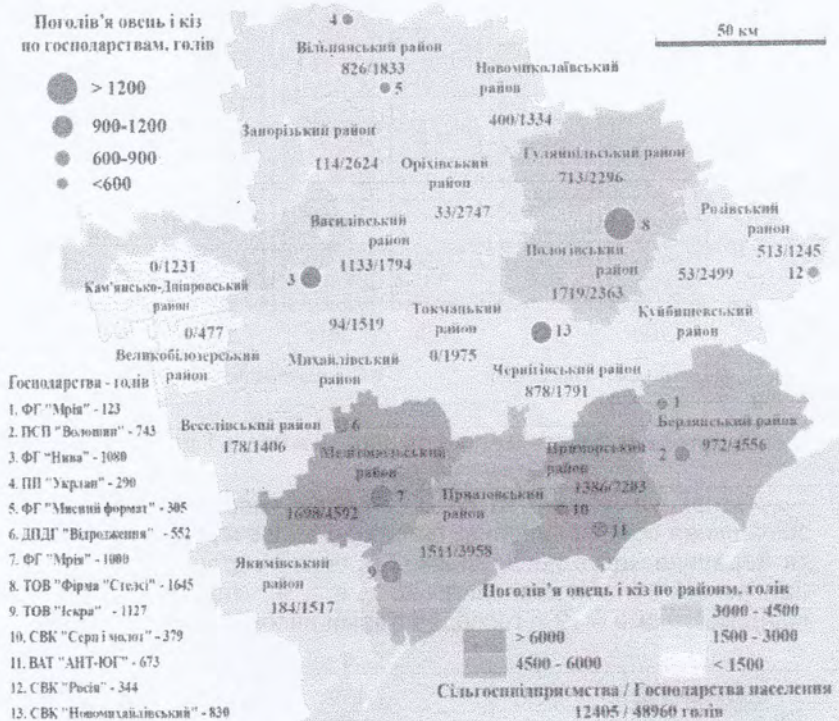 Поголів'я овець і кіз
по господарствам, голів
> 1200
900-1200
600-900
<600
50 км
4
Вільнянський район
826/1833
5
Новомиколаївський
район
400/1334
Запорізький район
114/2624
Оріхівський
район
33/2747
Гуляйпільський район
713/2296
8
Розівський
район
513/1245
12
Василівський
район
1133/1794
3
0/1231
Кам'янсько-Дніпровський
район
Пологівський
район
1719/2363
53/2499
Куйбишевський
район
0/477
Великобілозерський
район
94/1519
Михайлівський
район
Токмацький
район
0/1975
13
Чернігівський район
878/1791
Веселівський район
178/1406
6
Мелітопольський
район
7
1698/4592
Приазовський
район
1511/3958
9
Приморський
район
1386/7283
10
11
1
Бердянський район
2
972/4556
Якимівський
район
184/1517
Господарства - голів
1. ФГ "Мрія" - 123
2. ПСП "Волошин" - 743
3. ФГ "Нива" - 1080
4. ПП "Укрлан" - 290
5. ФГ "Мясний формат" - 305
6. ДПДГ "Відродження" - 552
7. ФГ "Мрія" - 1000
8. ТОВ "Фірма "Стелсі" - 1645
9. ТОВ "Іскра" - 1127
10. СВК "Серп і молот" - 379
11. ВАТ "АНТ-ЮГ" - 673
12. СВК "Росія" - 344
13. СВК "Новомихайлівський" - 830
Поголів'я овець і кіз по районм, голів
> 6000
4500 - 6000
3000 - 4500
1500 - 3000
< 1500
Сільгоспвідприємства / Господарства населення
12405 / 48960 голів